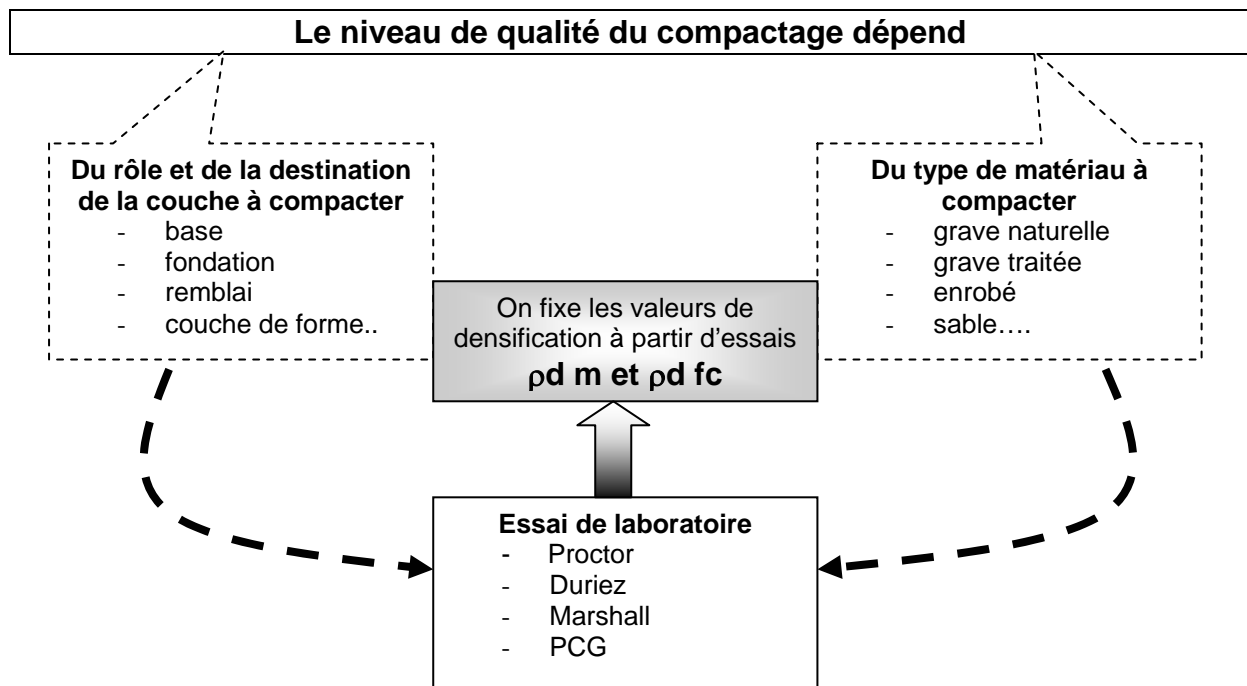 Le niveau de qualité du compactage dépend
Du rôle et de la destination
de la couche à compacter
- base
- fondation
- remblai
- couche de forme..
Du type de matériau à
compacter
- grave naturelle
- grave traitée
- enrobé
- sable....
On fixe les valeurs de
densification à partir d'essais
ρd m et ρd fc
Essai de laboratoire
- Proctor
- Duriez
- Marshall
- PCG